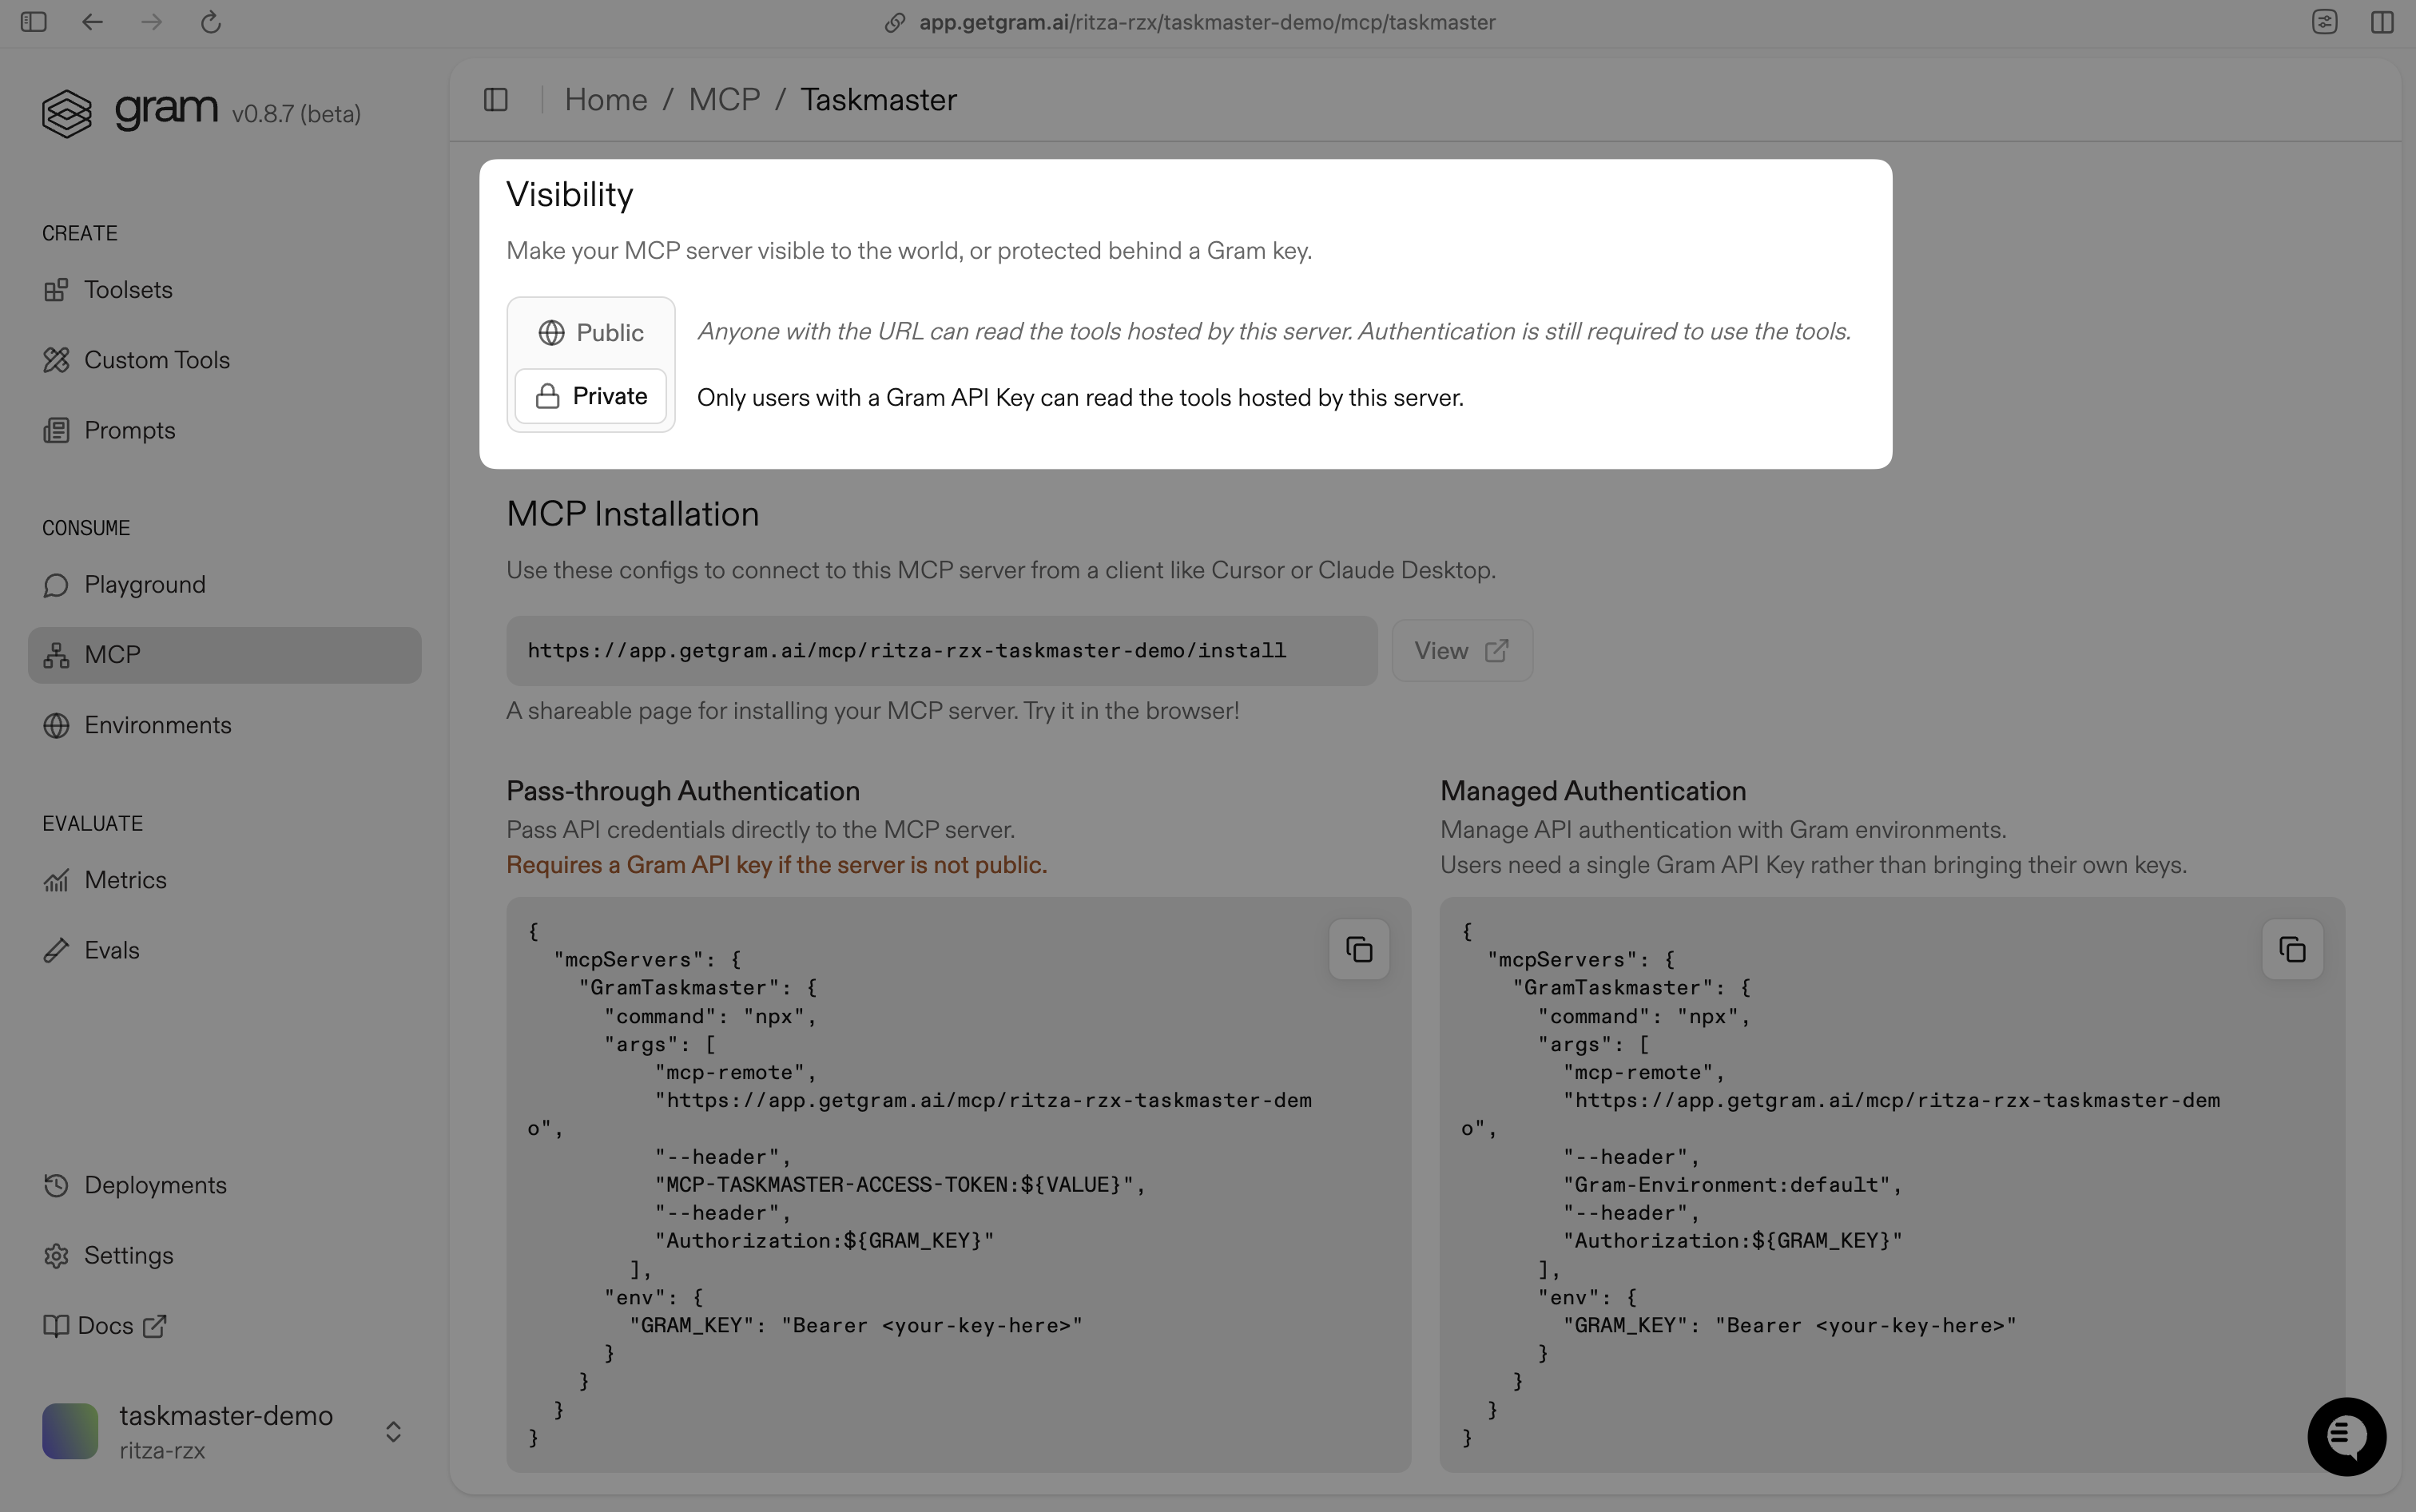 app.getgram.ai/ritza-rzx/taskmaster-demo/mcp/taskmaster
gram v0.8.7 (beta)
CREATE
Toolsets
Custom Tools
Prompts
CONSUME
Playground
MCP
Environments
EVALUATE
Metrics
Evals
Deployments
Settings
Docs
taskmaster-demo
ritza-rzx
Home / MCP / Taskmaster
Visibility
Make your MCP server visible to the world, or protected behind a Gram key.
Public
Anyone with the URL can read the tools hosted by this server. Authentication is still required to use the tools.
Private
Only users with a Gram API Key can read the tools hosted by this server.
MCP Installation
Use these configs to connect to this MCP server from a client like Cursor or Claude Desktop.
https://app.getgram.ai/mcp/ritza-rzx-taskmaster-demo/install
View
A shareable page for installing your MCP server. Try it in the browser!
Pass-through Authentication
Pass API credentials directly to the MCP server.
Requires a Gram API key if the server is not public.
{
  "mcpServers": {
    "GramTaskmaster": {
      "command": "npx",
      "args": [
          "mcp-remote",
          "https://app.getgram.ai/mcp/ritza-rzx-taskmaster-dem
o",
          "--header",
          "MCP-TASKMASTER-ACCESS-TOKEN:${VALUE}",
          "--header",
          "Authorization:${GRAM_KEY}"
        ],
      "env": {
        "GRAM_KEY": "Bearer <your-key-here>"
      }
    }
  }
}
Managed Authentication
Manage API authentication with Gram environments.
Users need a single Gram API Key rather than bringing their own keys.
{
  "mcpServers": {
    "GramTaskmaster": {
      "command": "npx",
      "args": [
        "mcp-remote",
        "https://app.getgram.ai/mcp/ritza-rzx-taskmaster-dem
o",
        "--header",
        "Gram-Environment:default",
        "--header",
        "Authorization:${GRAM_KEY}"
      ],
      "env": {
        "GRAM_KEY": "Bearer <your-key-here>"
      }
    }
  }
}